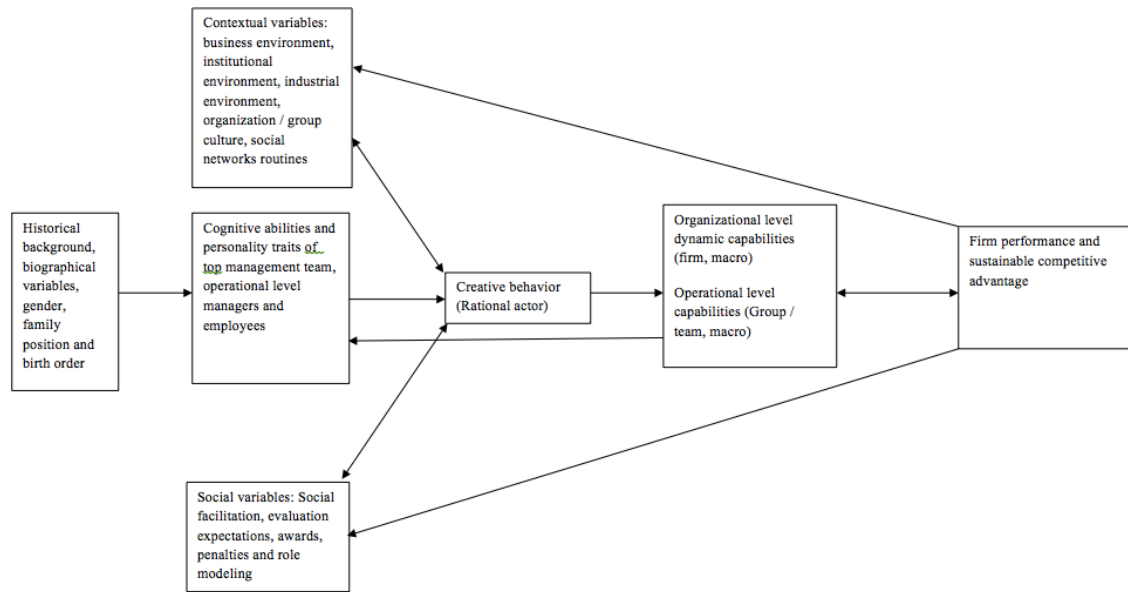 Contextual variables:
business environment,
institutional
environment, industrial
environment,
organization / group
culture, social
networks routines
Historical
background,
biographical
variables,
gender,
family
position and
birth order
Cognitive abilities and
personality traits of
top management team,
operational level
managers and
employees
Creative behavior
(Rational actor)
Organizational level
dynamic capabilities
(firm, macro)
Operational level
capabilities (Group /
team, macro)
Firm performance and
sustainable competitive
advantage
Social variables: Social
facilitation, evaluation
expectations, awards,
penalties and role
modeling